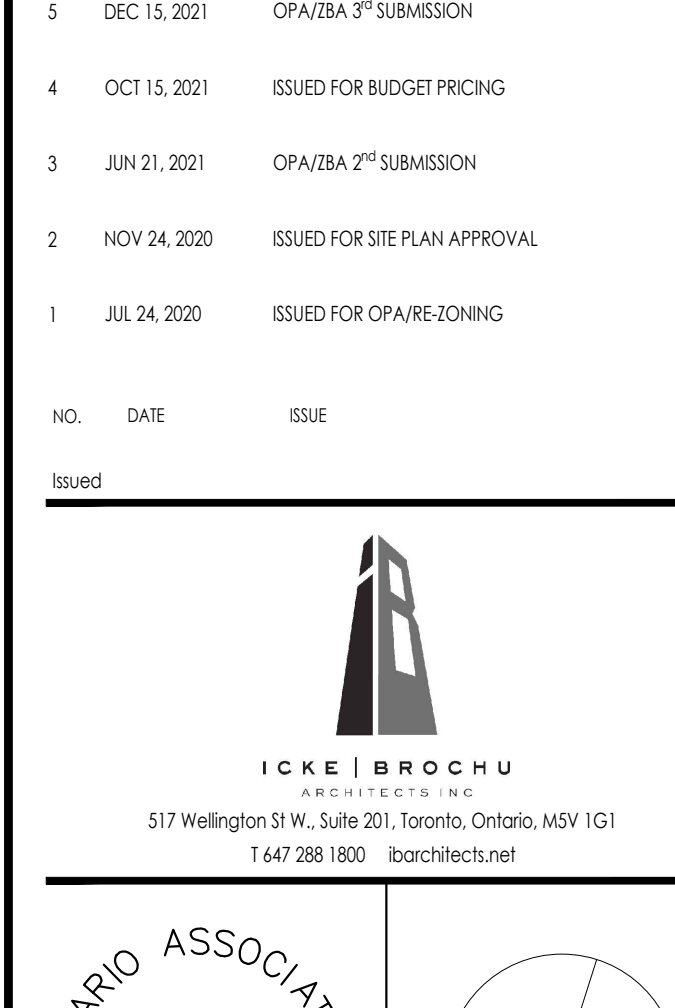 5 DEC 15, 2021 OPA/ZBA 3rd SUBMISSION
4 OCT 15, 2021 ISSUED FOR BUDGET PRICING
3 JUN 21, 2021 OPA/ZBA 2nd SUBMISSION
2 NOV 24, 2020 ISSUED FOR SITE PLAN APPROVAL
1 JUL 24, 2020 ISSUED FOR OPA/RE-ZONING
NO. DATE ISSUE
Issued
ICKE | BROCHU
ARCHITECTS INC
517 Wellington St W., Suite 201, Toronto, Ontario, M5V 1G1
T 647 288 1800 ibarchitects.net
ARIO ASSOCIAT